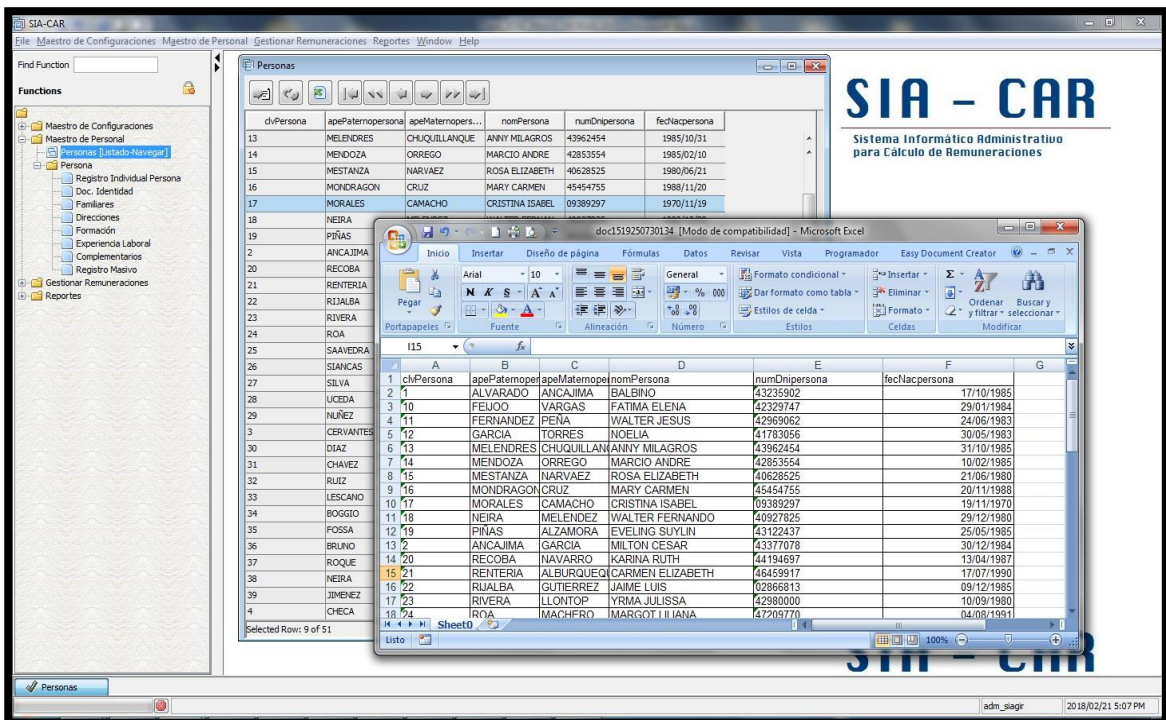 SIA-CAR
File Maestro de Configuraciones Maestro de Personal Gestionar Remuneraciones Reportes Window Help
Find Function
Functions
Maestro de Configuraciones
Maestro de Personal
Personas [Listado-Navegar]
Persona
Registro Individual Persona
Doc. Identidad
Familiares
Direcciones
Formación
Experiencia Laboral
Complementarios
Registro Masivo
Gestionar Remuneraciones
Reportes
Personas
clvPersona apePaternopersona apeMaternopers... nomPersona numDnipersona fecNacpersona
13 MELENDRES CHUQUILLANQUE ANNY MILAGROS 43962454 1985/10/31
14 MENDOZA ORREGO MARCIO ANDRE 42853554 1985/02/10
15 MESTANZA NARVAEZ ROSA ELIZABETH 40628525 1980/06/21
16 MONDRAGON CRUZ MARY CARMEN 45454755 1988/11/20
17 MORALES CAMACHO CRISTINA ISABEL 09389297 1970/11/19
18 NEIRA
19 PIÑAS
2 ANCAJIMA
20 RECOBA
21 RENTERIA
22 RIJALBA
23 RIVERA
24 ROA
25 SAAVEDRA
26 SIANCAS
27 SILVA
28 UCEDA
29 NUÑEZ
3 CERVANTES
30 DIAZ
31 CHAVEZ
32 RUIZ
33 LESCANO
34 BOGGIO
35 FOSSA
36 BRUNO
37 ROQUE
38 NEIRA
39 JIMENEZ
4 CHECA
Selected Row: 9 of 51
SIA - CAR
Sistema Informático Administrativo
para Cálculo de Remuneraciones
doc1519250730134 [Modo de compatibilidad] - Microsoft Excel
Inicio Insertar Diseño de página Fórmulas Datos Revisar Vista Programador Easy Document Creator
Pegar
Arial 10
N K S A A
General
% 000
Formato condicional
Dar formato como tabla
Estilos de celda
Insertar
Eliminar
Formato
Σ
Ordenar y filtrar
Buscar y seleccionar
Portapapeles Fuente Alineación Número Estilos Celdas Modificar
I15 fx
A B C D E F G
1 clvPersona apePaternoper apeMaternoper nomPersona numDnipersona fecNacpersona
2 1 ALVARADO ANCAJIMA BALBINO 43235902 17/10/1985
3 10 FEIJOO VARGAS FATIMA ELENA 42329747 29/01/1984
4 11 FERNANDEZ PEÑA WALTER JESUS 42969062 24/06/1983
5 12 GARCIA TORRES NOELIA 41783056 30/05/1983
6 13 MELENDRES CHUQUILLAN ANNY MILAGROS 43962454 31/10/1985
7 14 MENDOZA ORREGO MARCIO ANDRE 42853554 10/02/1985
8 15 MESTANZA NARVAEZ ROSA ELIZABETH 40628525 21/06/1980
9 16 MONDRAGON CRUZ MARY CARMEN 45454755 20/11/1988
10 17 MORALES CAMACHO CRISTINA ISABEL 09389297 19/11/1970
11 18 NEIRA MELENDEZ WALTER FERNANDO 40927825 29/12/1980
12 19 PIÑAS ALZAMORA EVELING SUYLIN 43122437 25/05/1985
13 2 ANCAJIMA GARCIA MILTON CESAR 43377078 30/12/1984
14 20 RECOBA NAVARRO KARINA RUTH 44194697 13/04/1987
15 21 RENTERIA ALBURQUEQU CARMEN ELIZABETH 46459917 17/07/1990
16 22 RIJALBA GUTIERREZ JAIME LUIS 02866813 09/12/1985
17 23 RIVERA LLONTOP YRMA JULISSA 42980000 10/09/1980
18 24 ROA MACHERO MARGOT LILIANA 47209770 04/08/1991
Sheet0
Listo 100%
SIA - CAR
Personas
adm_siagir 2018/02/21 5:07 PM